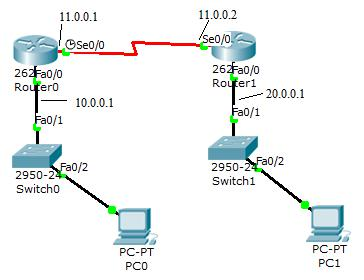 11.0.0.1
11.0.0.2
Se0/0
Se0/0
262
Fa0/0
Router0
262
Fa0/0
Router1
10.0.0.1
20.0.0.1
Fa0/1
Fa0/1
2950-24
Fa0/2
Switch0
2950-24
Fa0/2
Switch1
PC-PT
PC0
PC-PT
PC1